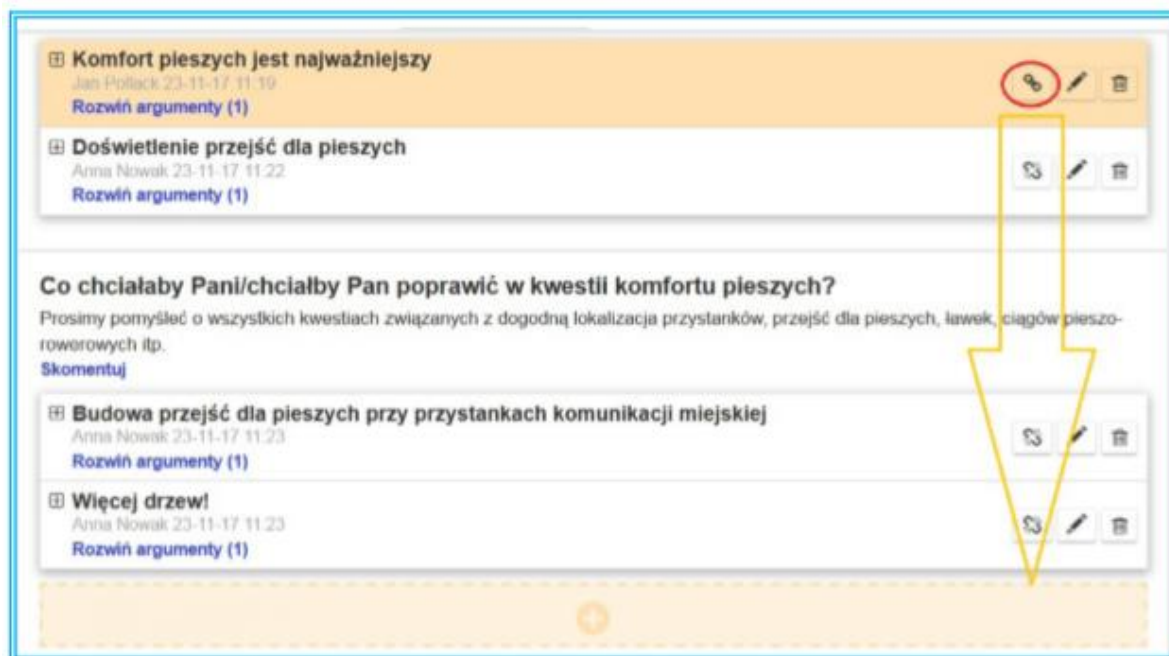 Komfort pieszych jest najważniejszy
Jan Pollack 23-11-17 11:19
Rozwiń argumenty (1)
Doświetlenie przejść dla pieszych
Anna Nowak 23-11-17 11:22
Rozwiń argumenty (1)
Co chciałaby Pani/chciałby Pan poprawić w kwestii komfortu pieszych?
Prosimy pomyśleć o wszystkich kwestiach związanych z dogodną lokalizacja przystanków, przejść dla pieszych, ławek, ciągów pieszo-
rowerowych itp.
Skomentuj
Budowa przejść dla pieszych przy przystankach komunikacji miejskiej
Anna Nowak 23-11-17 11:23
Rozwiń argumenty (1)
Więcej drzew!
Anna Nowak 23-11-17 11:23
Rozwiń argumenty (1)